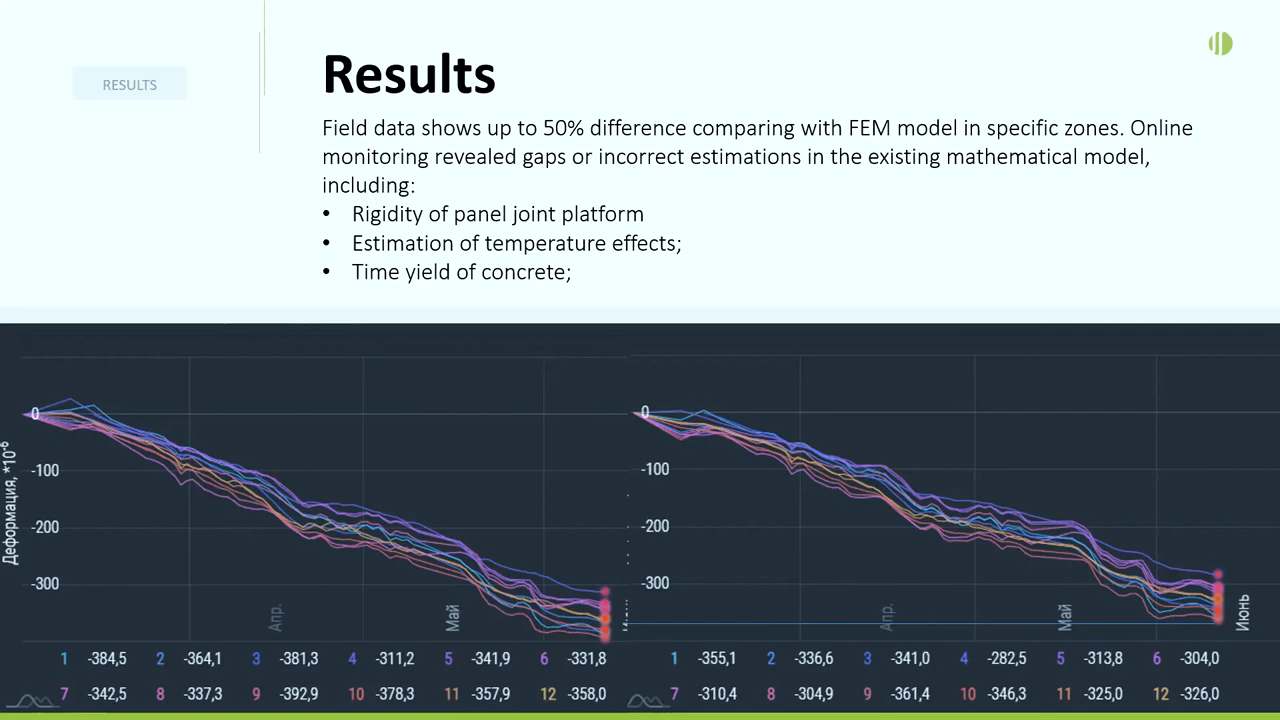 RESULTS
Results
Field data shows up to 50% difference comparing with FEM model in specific zones. Online
monitoring revealed gaps or incorrect estimations in the existing mathematical model,
including:
• Rigidity of panel joint platform
• Estimation of temperature effects;
• Time yield of concrete;
Деформация, *10⁻⁶
0
-100
-200
-300
Апр.
Май
1 -384,5 2 -364,1 3 -381,3 4 -311,2 5 -341,9 6 -331,8
7 -342,5 8 -337,3 9 -392,9 10 -378,3 11 -357,9 12 -358,0
0
-100
-200
-300
Апр.
Май
Июнь
1 -355,1 2 -336,6 3 -341,0 4 -282,5 5 -313,8 6 -304,0
7 -310,4 8 -304,9 9 -361,4 10 -346,3 11 -325,0 12 -326,0